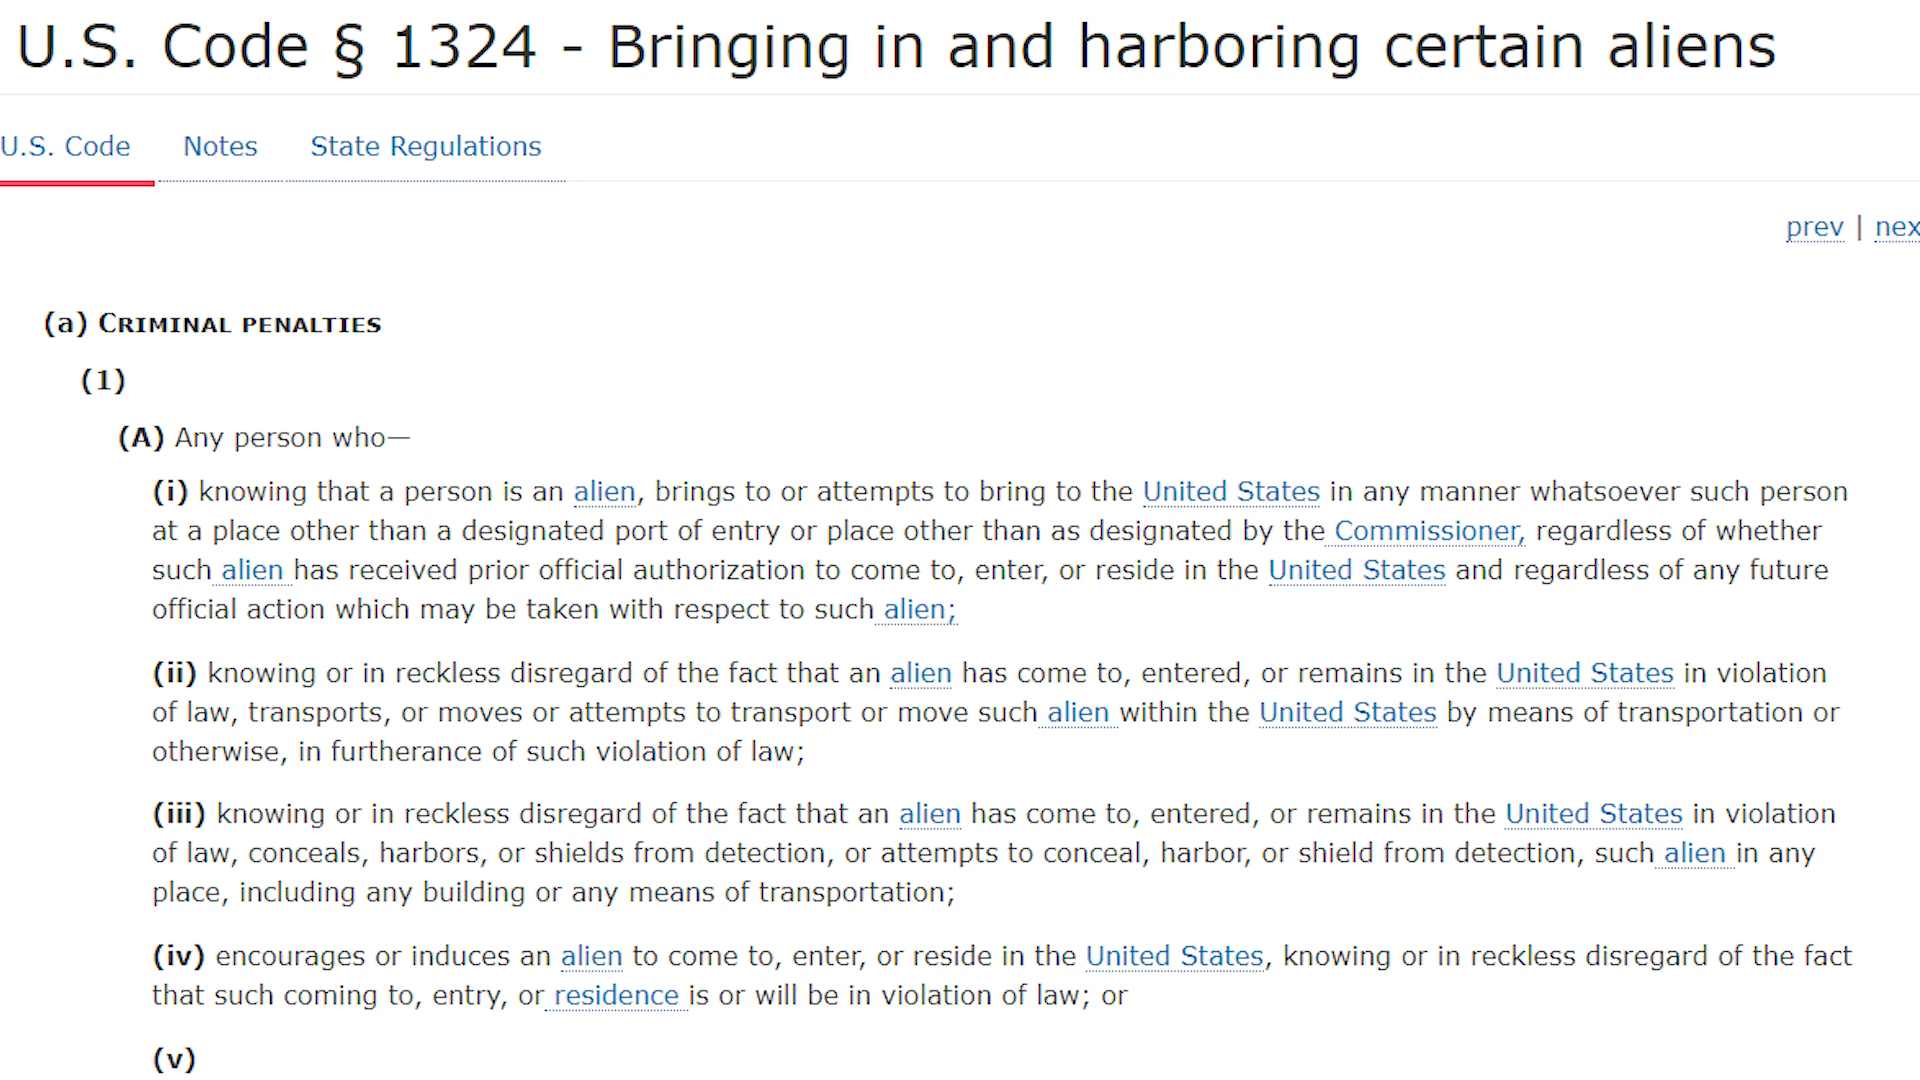 U.S. Code § 1324 - Bringing in and harboring certain aliens
U.S. Code Notes State Regulations
prev | nex
(a) CRIMINAL PENALTIES
(1)
(A) Any person who—
(i) knowing that a person is an alien, brings to or attempts to bring to the United States in any manner whatsoever such person
at a place other than a designated port of entry or place other than as designated by the Commissioner, regardless of whether
such alien has received prior official authorization to come to, enter, or reside in the United States and regardless of any future
official action which may be taken with respect to such alien;
(ii) knowing or in reckless disregard of the fact that an alien has come to, entered, or remains in the United States in violation
of law, transports, or moves or attempts to transport or move such alien within the United States by means of transportation or
otherwise, in furtherance of such violation of law;
(iii) knowing or in reckless disregard of the fact that an alien has come to, entered, or remains in the United States in violation
of law, conceals, harbors, or shields from detection, or attempts to conceal, harbor, or shield from detection, such alien in any
place, including any building or any means of transportation;
(iv) encourages or induces an alien to come to, enter, or reside in the United States, knowing or in reckless disregard of the fact
that such coming to, entry, or residence is or will be in violation of law; or
(v)